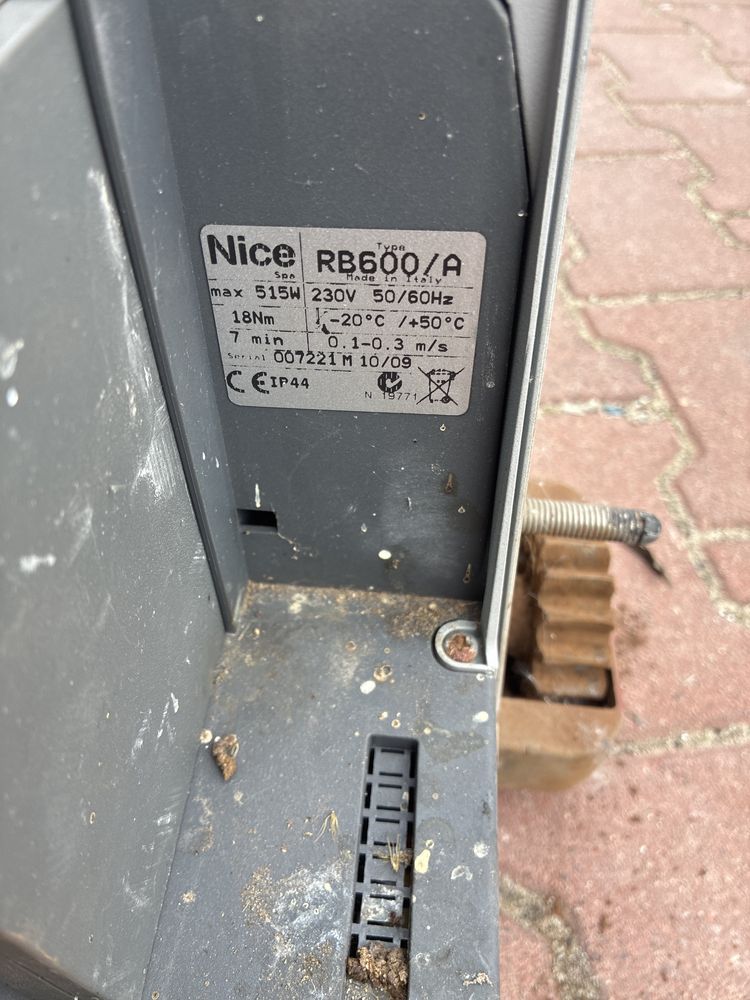 Nice
Spa
Type
RB600/A
Made in Italy
max 515W 230V 50/60Hz
18Nm -20°C /+50°C
7 min 0.1-0.3 m/s
Serial 007221M 10/09
CE IP44
N 19771